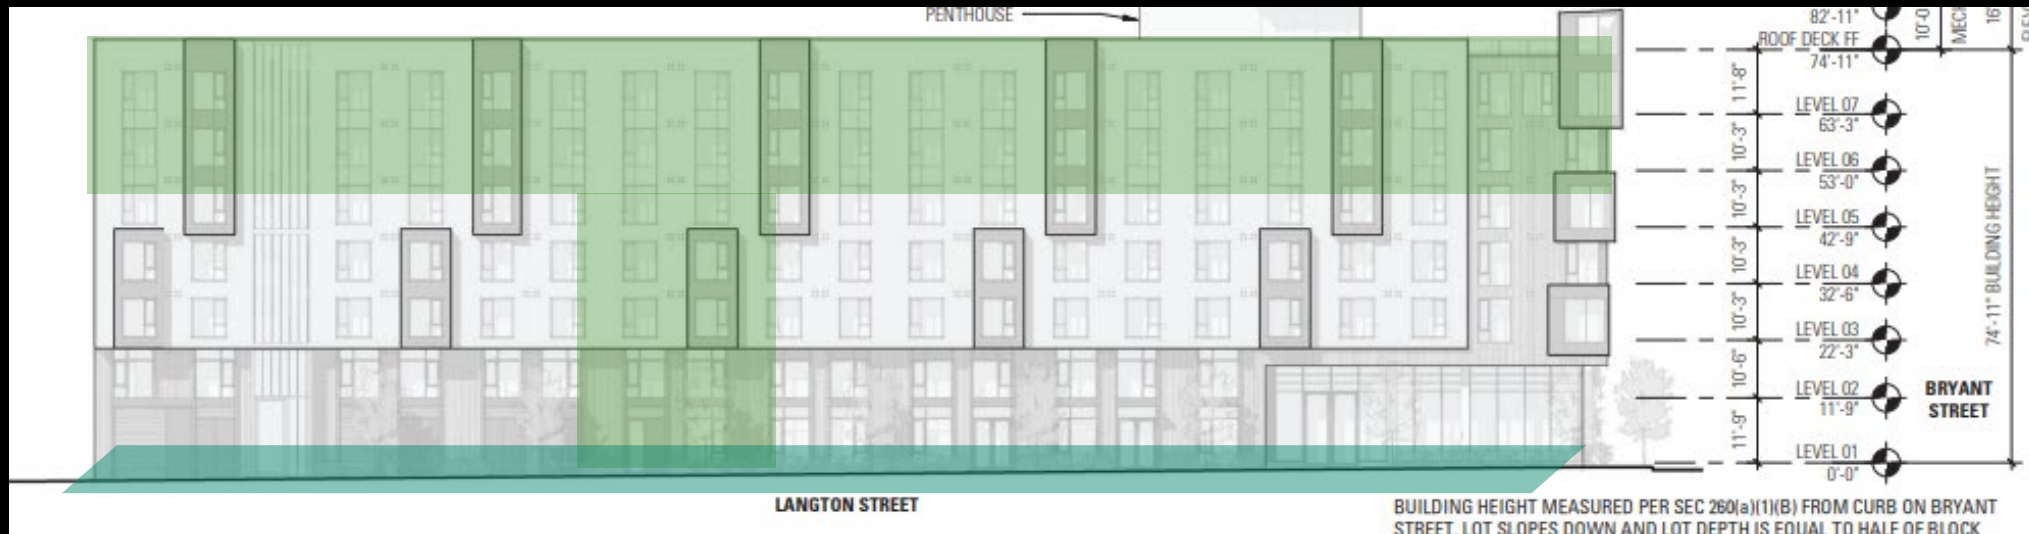 PENTHOUSE
82'-11"
ROOF DECK FF
74'-11"
LEVEL 07
63'-3"
LEVEL 06
53'-0"
LEVEL 05
42'-9"
LEVEL 04
32'-6"
LEVEL 03
22'-3"
LEVEL 02
11'-9"
LEVEL 01
0'-0"
11'-8"
10'-3"
10'-3"
10'-3"
10'-3"
10'-6"
11'-9"
10'-0
MECH
16'
74'-11" BUILDING HEIGHT
BRYANT
STREET
LANGTON STREET
BUILDING HEIGHT MEASURED PER SEC 260(a)(1)(B) FROM CURB ON BRYANT
STREET. LOT SLOPES DOWN AND LOT DEPTH IS EQUAL TO HALF OF BLOCK